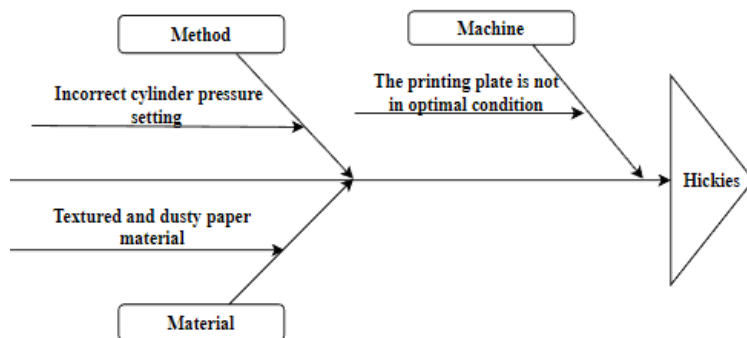 Method
Machine
Incorrect cylinder pressure
setting
The printing plate is not
in optimal condition
Hickies
Textured and dusty paper
material
Material